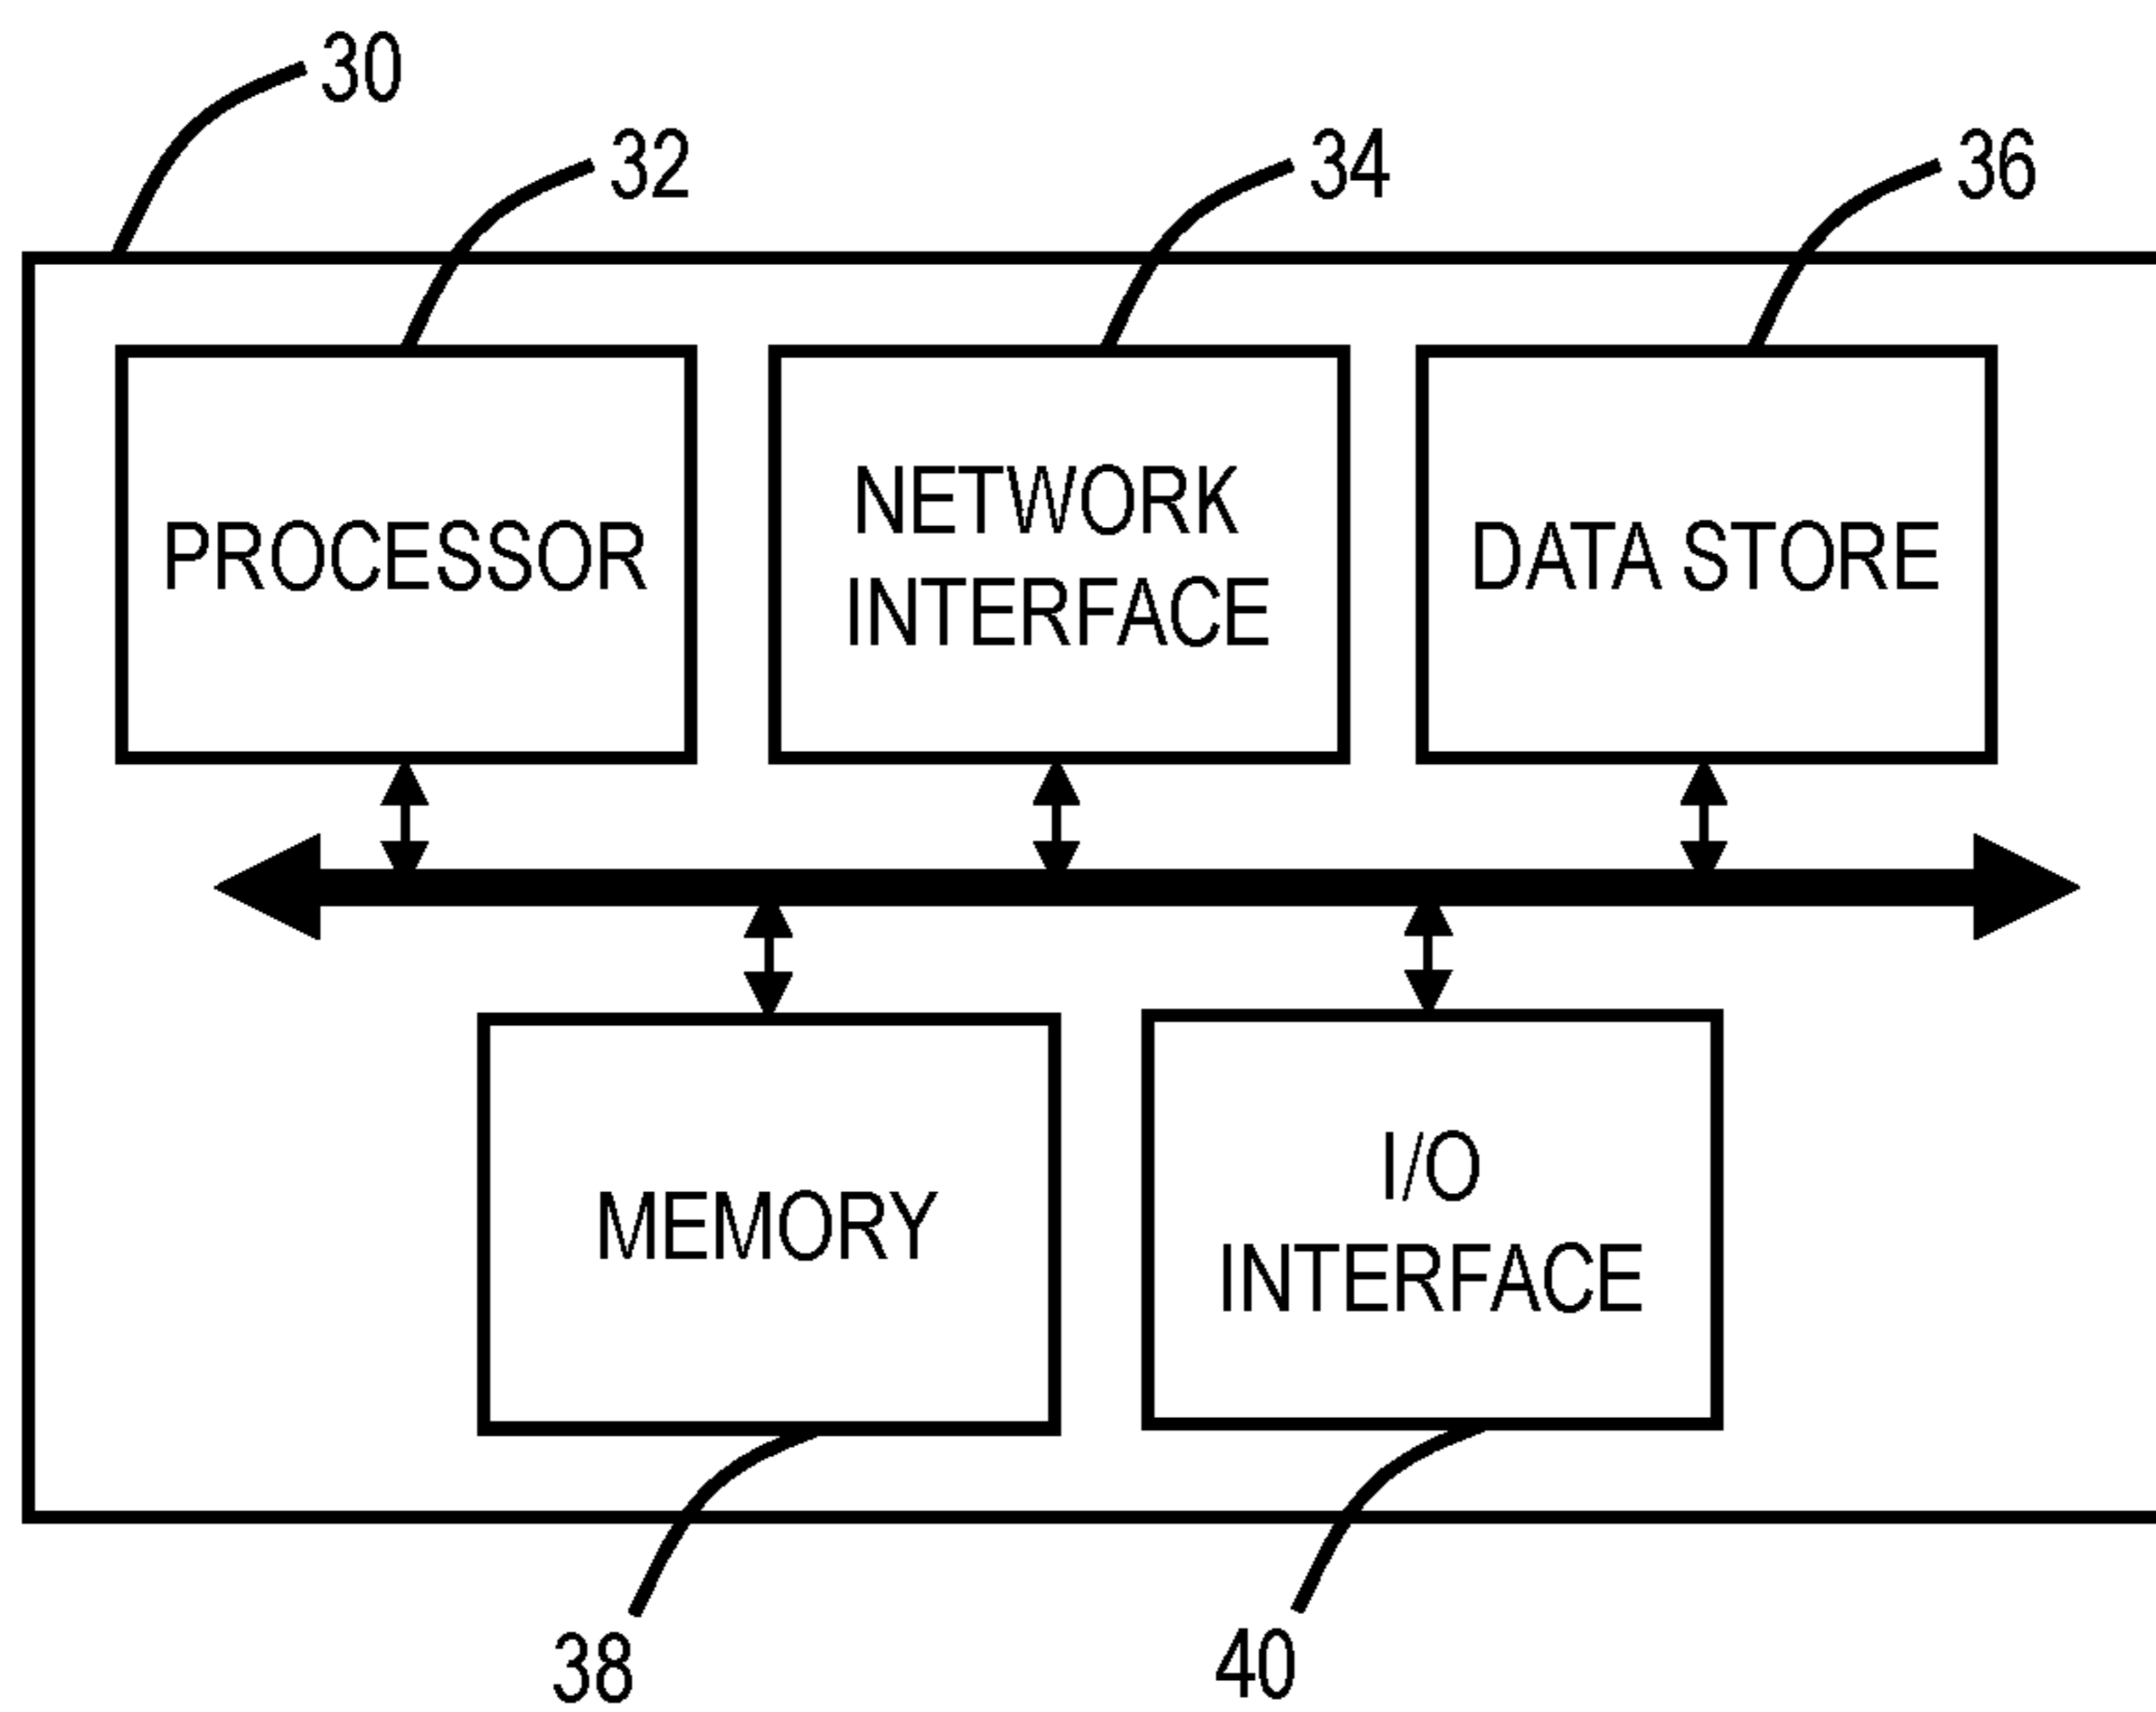 30
32
34
36
PROCESSOR
NETWORK
INTERFACE
DATA STORE
MEMORY
I/O
INTERFACE
38
40